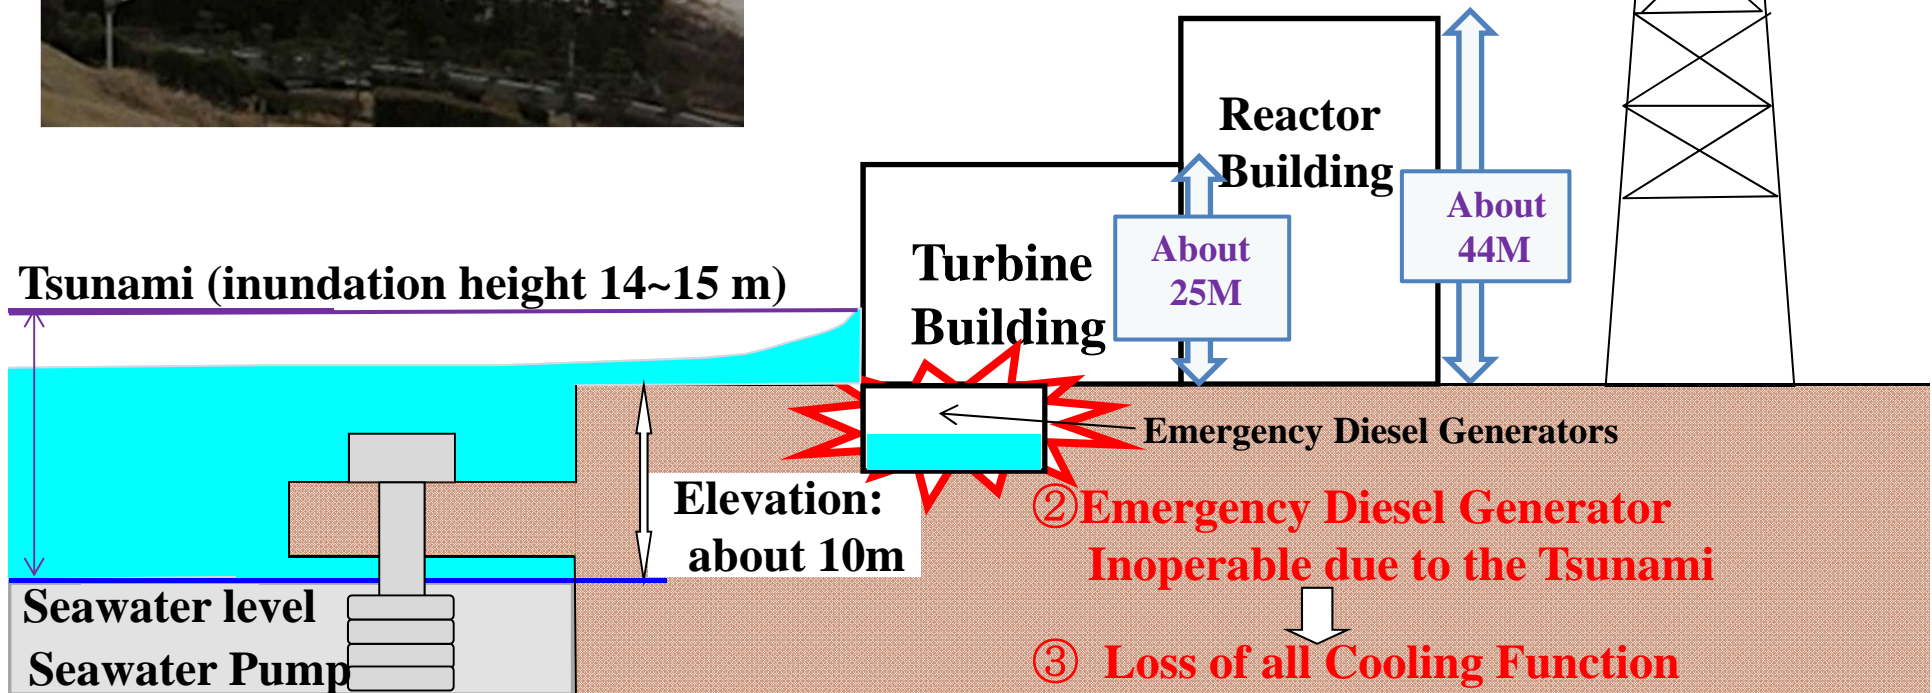 Reactor
Building
About
44M
About
25M
Turbine
Building
Tsunami (inundation height 14~15 m)
Emergency Diesel Generators
Elevation:
about 10m
②Emergency Diesel Generator
Inoperable due to the Tsunami
③ Loss of all Cooling Function
Seawater level
Seawater Pump